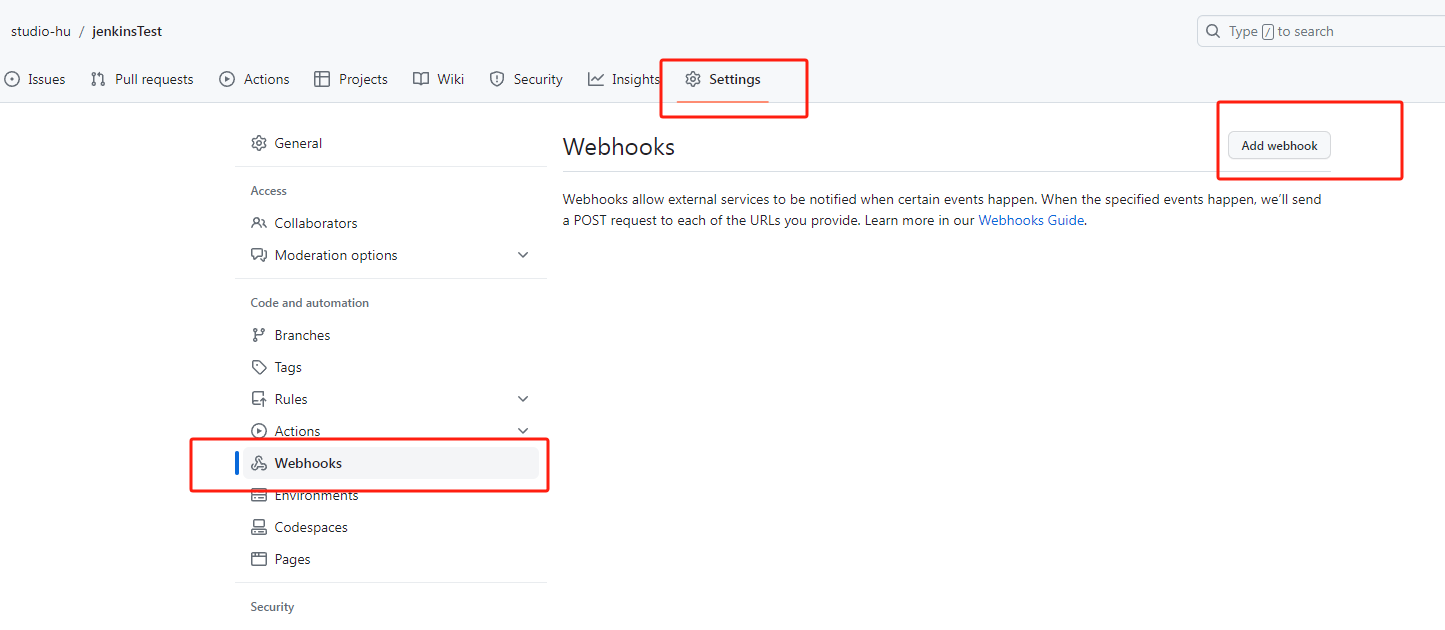 studio-hu / jenkinsTest
Type / to search
Issues Pull requests Actions Projects Wiki Security Insights Settings
General
Access
Collaborators
Moderation options
Code and automation
Branches
Tags
Rules
Actions
Webhooks
Environments
Codespaces
Pages
Security
Webhooks
Add webhook
Webhooks allow external services to be notified when certain events happen. When the specified events happen, we’ll send
a POST request to each of the URLs you provide. Learn more in our Webhooks Guide.